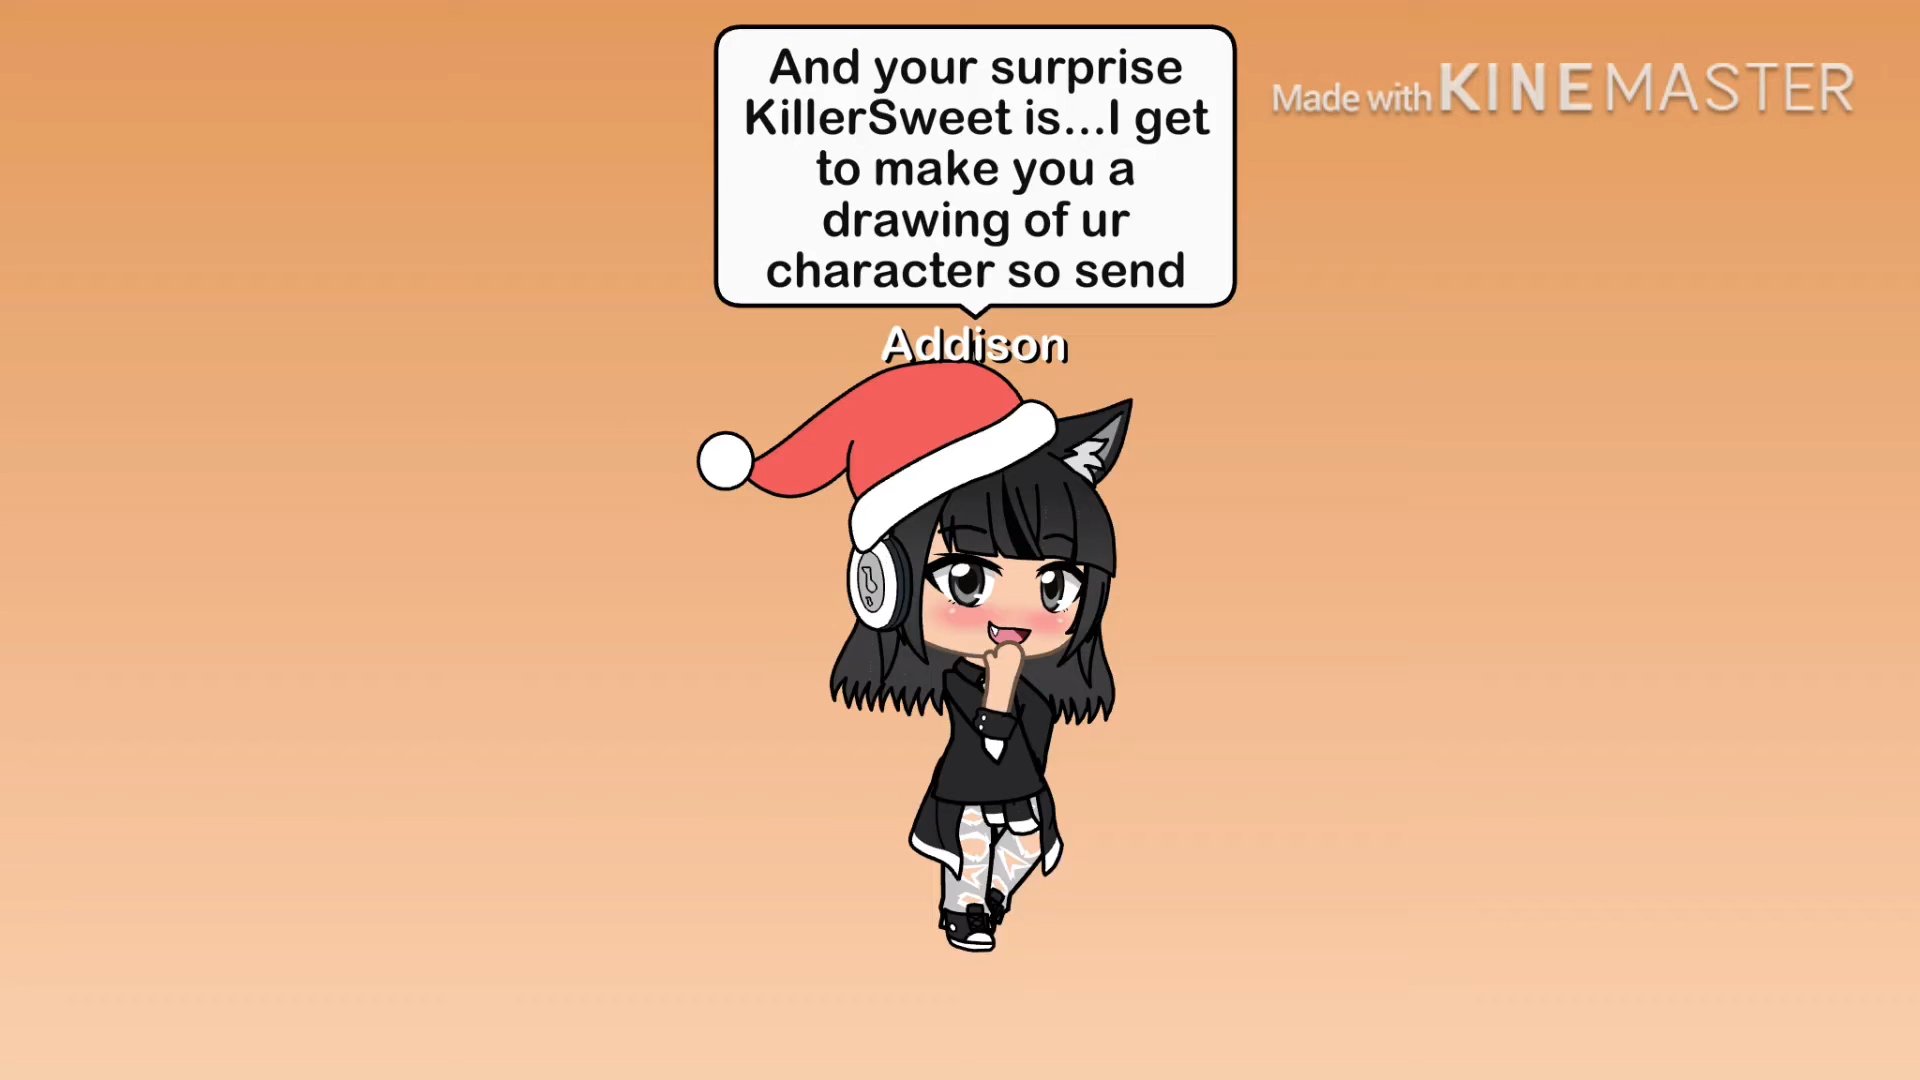 And your surprise
KillerSweet is...I get
to make you a
drawing of ur
character so send
Made with KINEMASTER
Addison